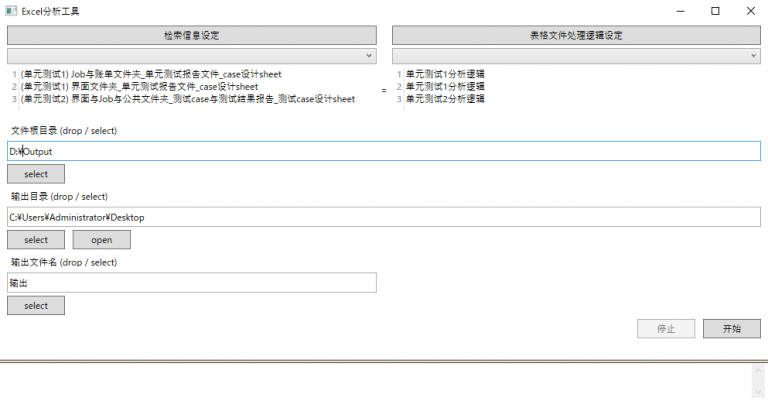 Excel分析工具
检索信息设定
表格文件处理逻辑设定
1 (单元测试1) Job与账单文件夹_单元测试报告文件_case设计sheet
2 (单元测试1) 界面文件夹_单元测试报告文件_case设计sheet
3 (单元测试2) 界面与Job与公共文件夹_测试case与测试结果报告_测试case设计sheet
=
1 单元测试1分析逻辑
2 单元测试1分析逻辑
3 单元测试2分析逻辑
文件根目录 (drop / select)
D:¥Output
select
输出目录 (drop / select)
C:¥Users¥Administrator¥Desktop
select
open
输出文件名 (drop / select)
输出
select
停止
开始